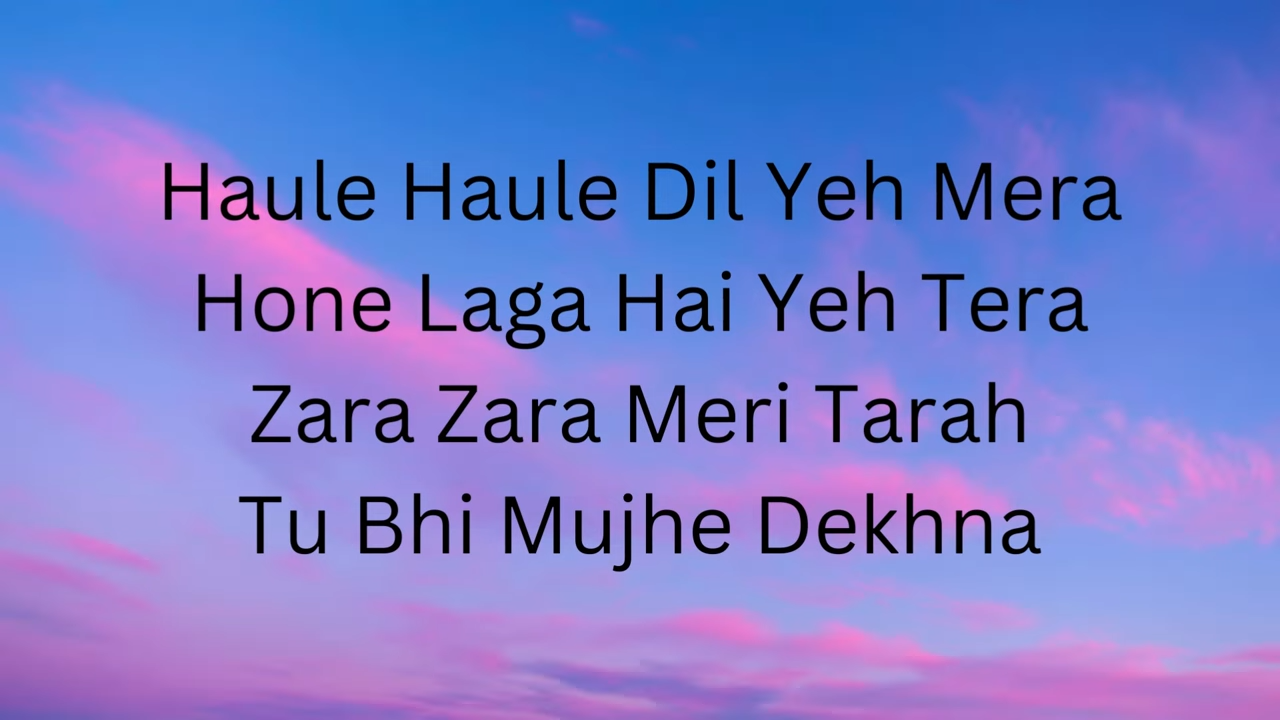 Haule Haule Dil Yeh Mera
Hone Laga Hai Yeh Tera
Zara Zara Meri Tarah
Tu Bhi Mujhe Dekhna